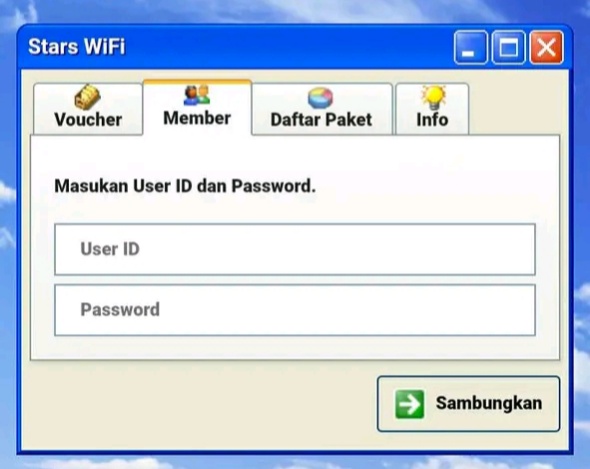 Stars WiFi
Voucher Member Daftar Paket Info
Masukan User ID dan Password.
User ID
Password
Sambungkan